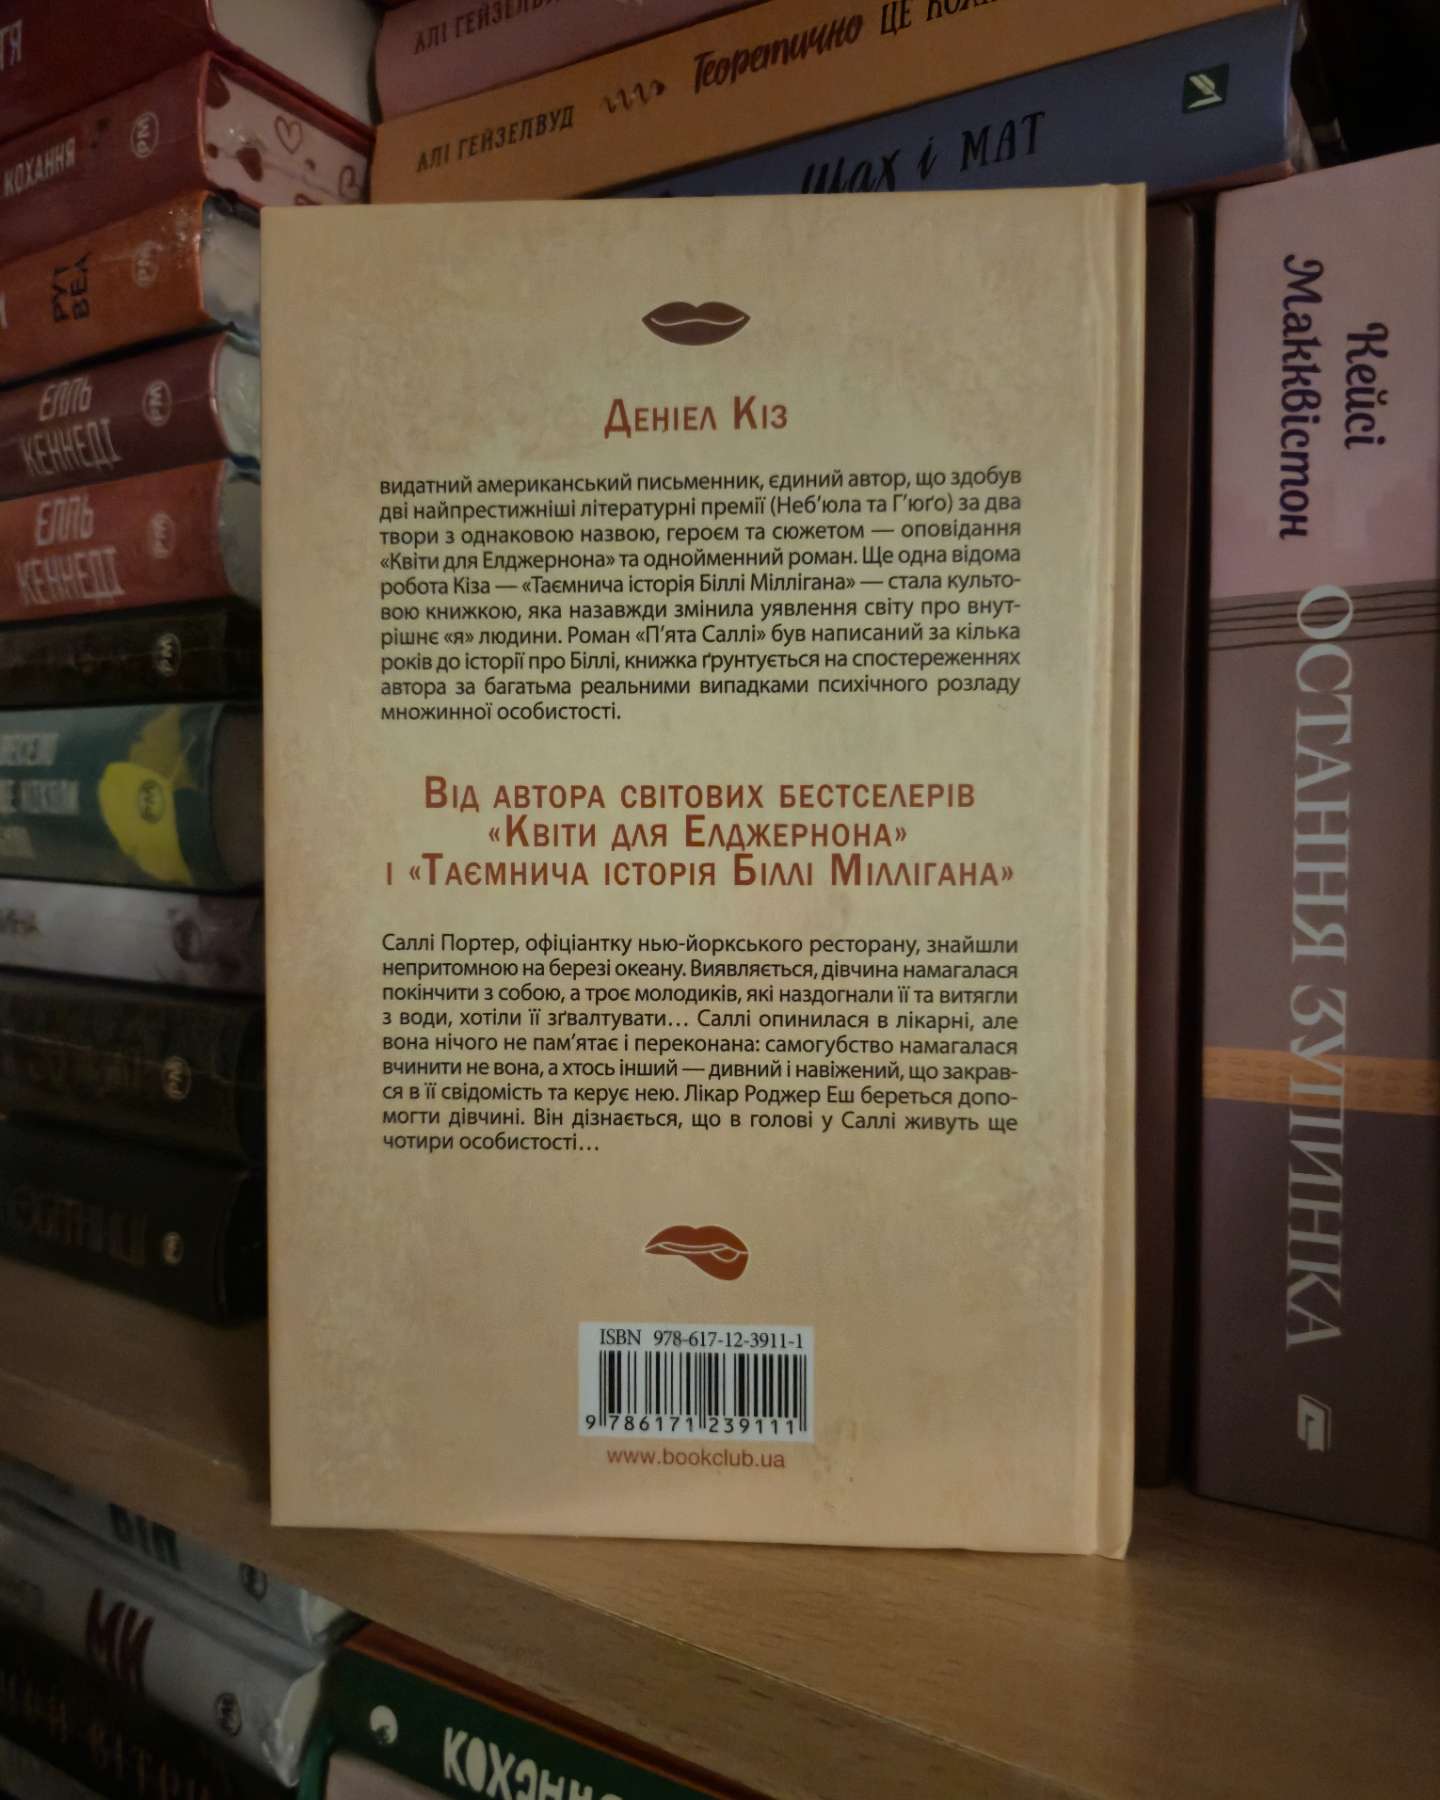 АЛІ ГЕЙЗЕЛВУД
АЛІ ГЕЙЗЕЛВУД Теоретично ЦЕ
Шах і МАТ
КОХАННЯ
РУТ
ВЕЛ
ЕЛЛЬ
КЕННЕДІ
ЕЛЛЬ
КЕННЕДІ
Деніел Кіз
видатний американський письменник, єдиний автор, що здобув
дві найпрестижніші літературні премії (Неб’юла та Г’юґо) за два
твори з однаковою назвою, героєм та сюжетом — оповідання
«Квіти для Елджернона» та однойменний роман. Ще одна відома
робота Кіза — «Таємнича історія Біллі Міллігана» — стала культо-
вою книжкою, яка назавжди змінила уявлення світу про внут-
рішнє «я» людини. Роман «П’ята Саллі» був написаний за кілька
років до історії про Біллі, книжка ґрунтується на спостереженнях
автора за багатьма реальними випадками психічного розладу
множинної особистості.
Від автора світових бестселерів
«Квіти для Елджернона»
і «Таємнича історія Біллі Міллігана»
Саллі Портер, офіціантку нью-йоркського ресторану, знайшли
непритомною на березі океану. Виявляється, дівчина намагалася
покінчити з собою, а троє молодиків, які наздогнали її та витягли
з води, хотіли її зґвалтувати… Саллі опинилася в лікарні, але
вона нічого не пам’ятає і переконана: самогубство намагалася
вчинити не вона, а хтось інший — дивний і навіжений, що закрав-
ся в її свідомість та керує нею. Лікар Роджер Еш береться допо-
могти дівчині. Він дізнається, що в голові у Саллі живуть ще
чотири особистості…
ISBN 978-617-12-3911-1
9 786171 239111
www.bookclub.ua
Кейсі
Макквістон
ОСТАННЯ ЗУПИНКА
МИ